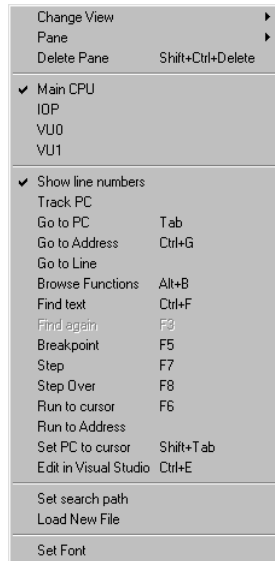 Change View
Pane
Delete Pane Shift+Ctrl+Delete
Main CPU
IOP
VU0
VU1
Show line numbers
Track PC
Go to PC Tab
Go to Address Ctrl+G
Go to Line
Browse Functions Alt+B
Find text Ctrl+F
Find again F3
Breakpoint F5
Step F7
Step Over F8
Run to cursor F6
Run to Address
Set PC to cursor Shift+Tab
Edit in Visual Studio Ctrl+E
Set search path
Load New File
Set Font